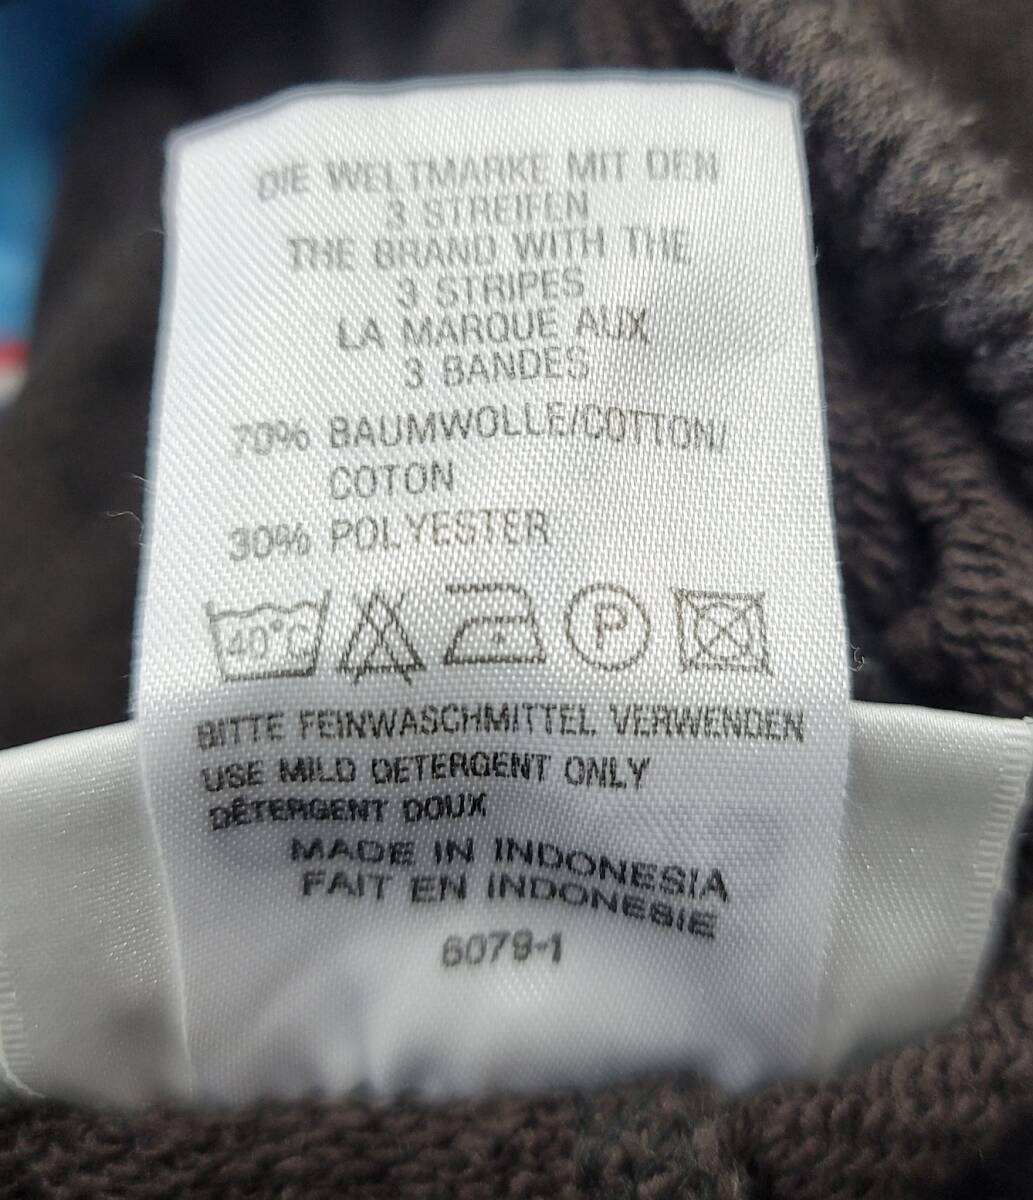 DIE WELTMARKE MIT DEN
3 STREIFEN
THE BRAND WITH THE
3 STRIPES
LA MARQUE AUX
3 BANDES
70% BAUMWOLLE/COTTON/
COTON
30% POLYESTER
40°C P
BITTE FEINWASCHMITTEL VERWENDEN
USE MILD DETERGENT ONLY
DÉTERGENT DOUX
MADE IN INDONESIA
FAIT EN INDONESIE
6079-1